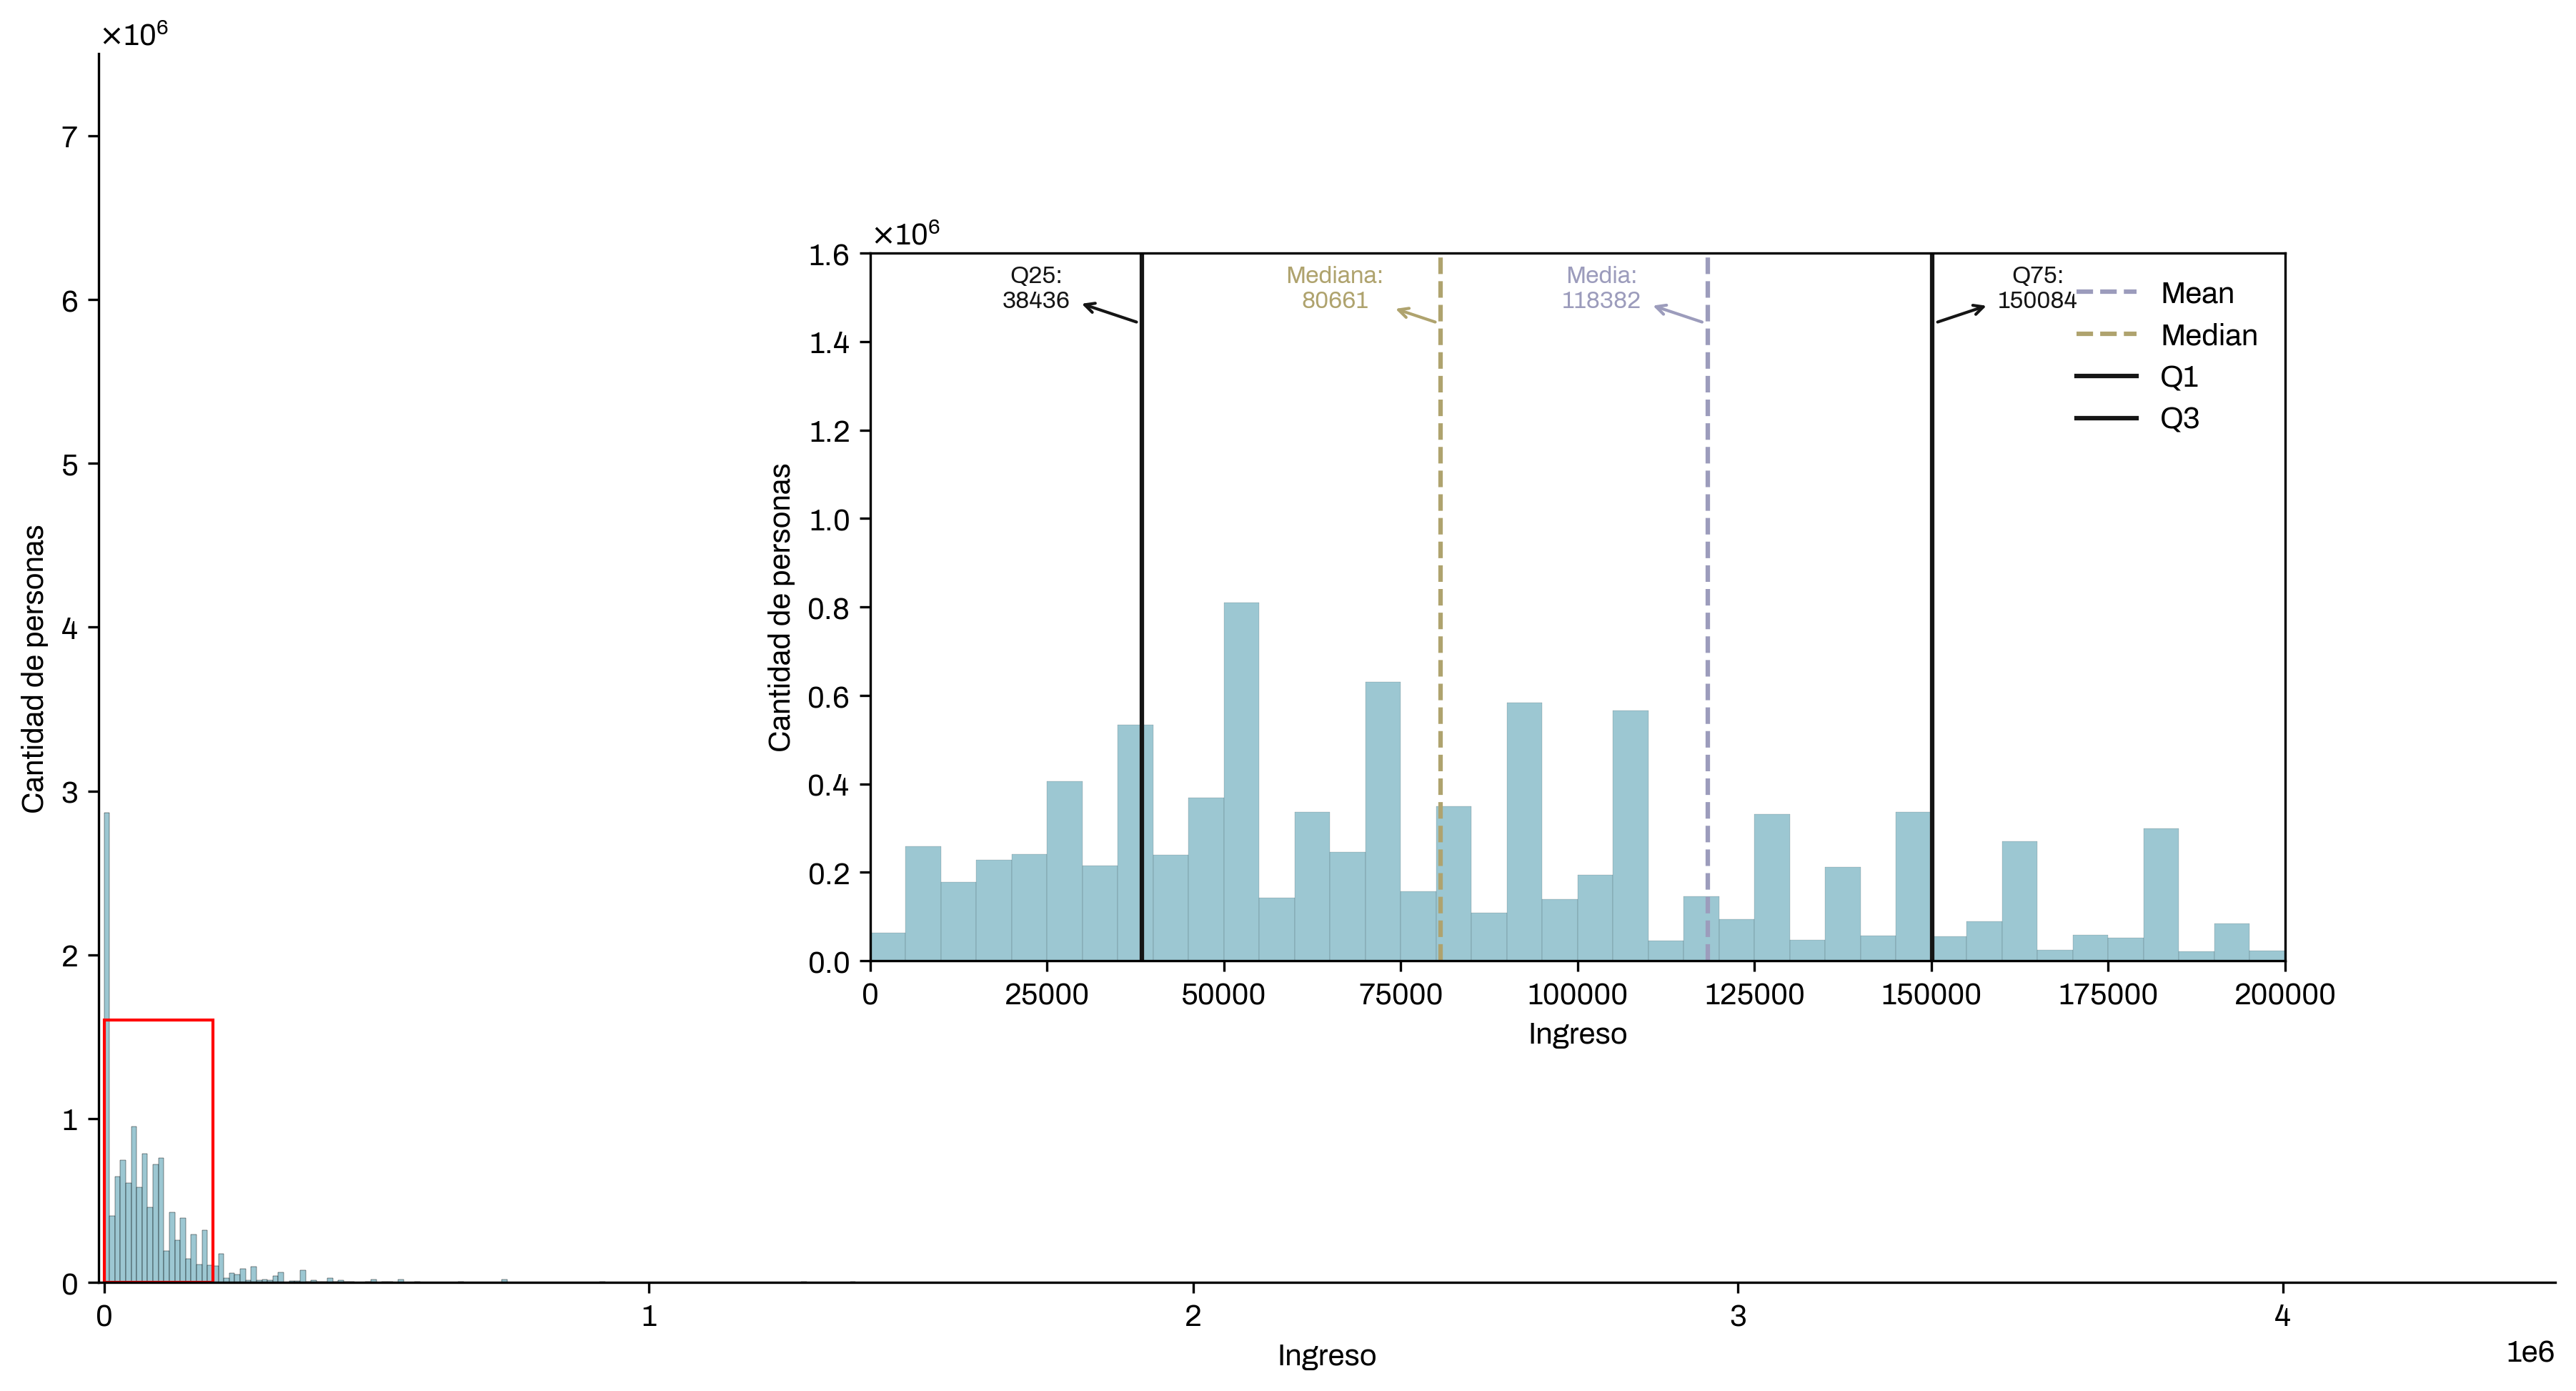 ×10⁶
7
6
5
4
3
2
1
0
Cantidad de personas
0
1
2
3
4
Ingreso
1e6
×10⁶
1.6
1.4
1.2
1.0
0.8
0.6
0.4
0.2
0.0
Cantidad de personas
Q25:
38436
Mediana:
80661
Media:
118382
Q75:
150084
Mean
Median
Q1
Q3
0
25000
50000
75000
100000
125000
150000
175000
200000
Ingreso